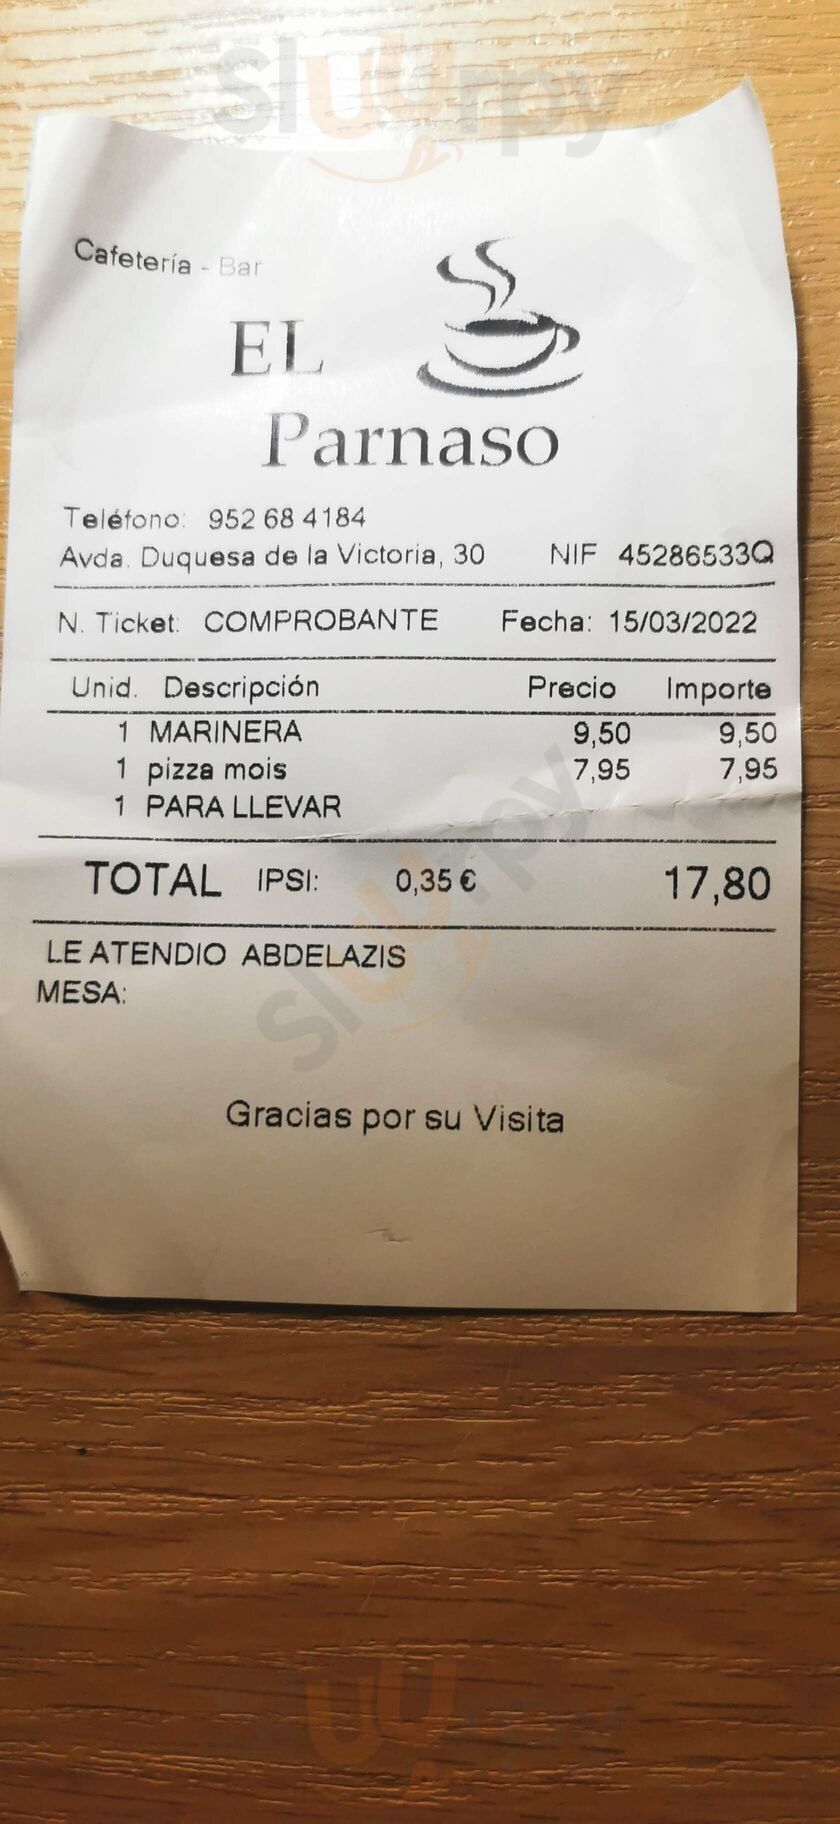 sluurpy
Cafetería - Bar
EL
Parnaso
Teléfono: 952 68 4184
Avda. Duquesa de la Victoria, 30 NIF 45286533Q
N. Ticket: COMPROBANTE Fecha: 15/03/2022
Unid. Descripción Precio Importe
1 MARINERA 9,50 9,50
1 pizza mois 7,95 7,95
1 PARA LLEVAR
TOTAL IPSI: 0,35 € 17,80
sluurpy
LE ATENDIO ABDELAZIS
MESA:
Gracias por su Visita